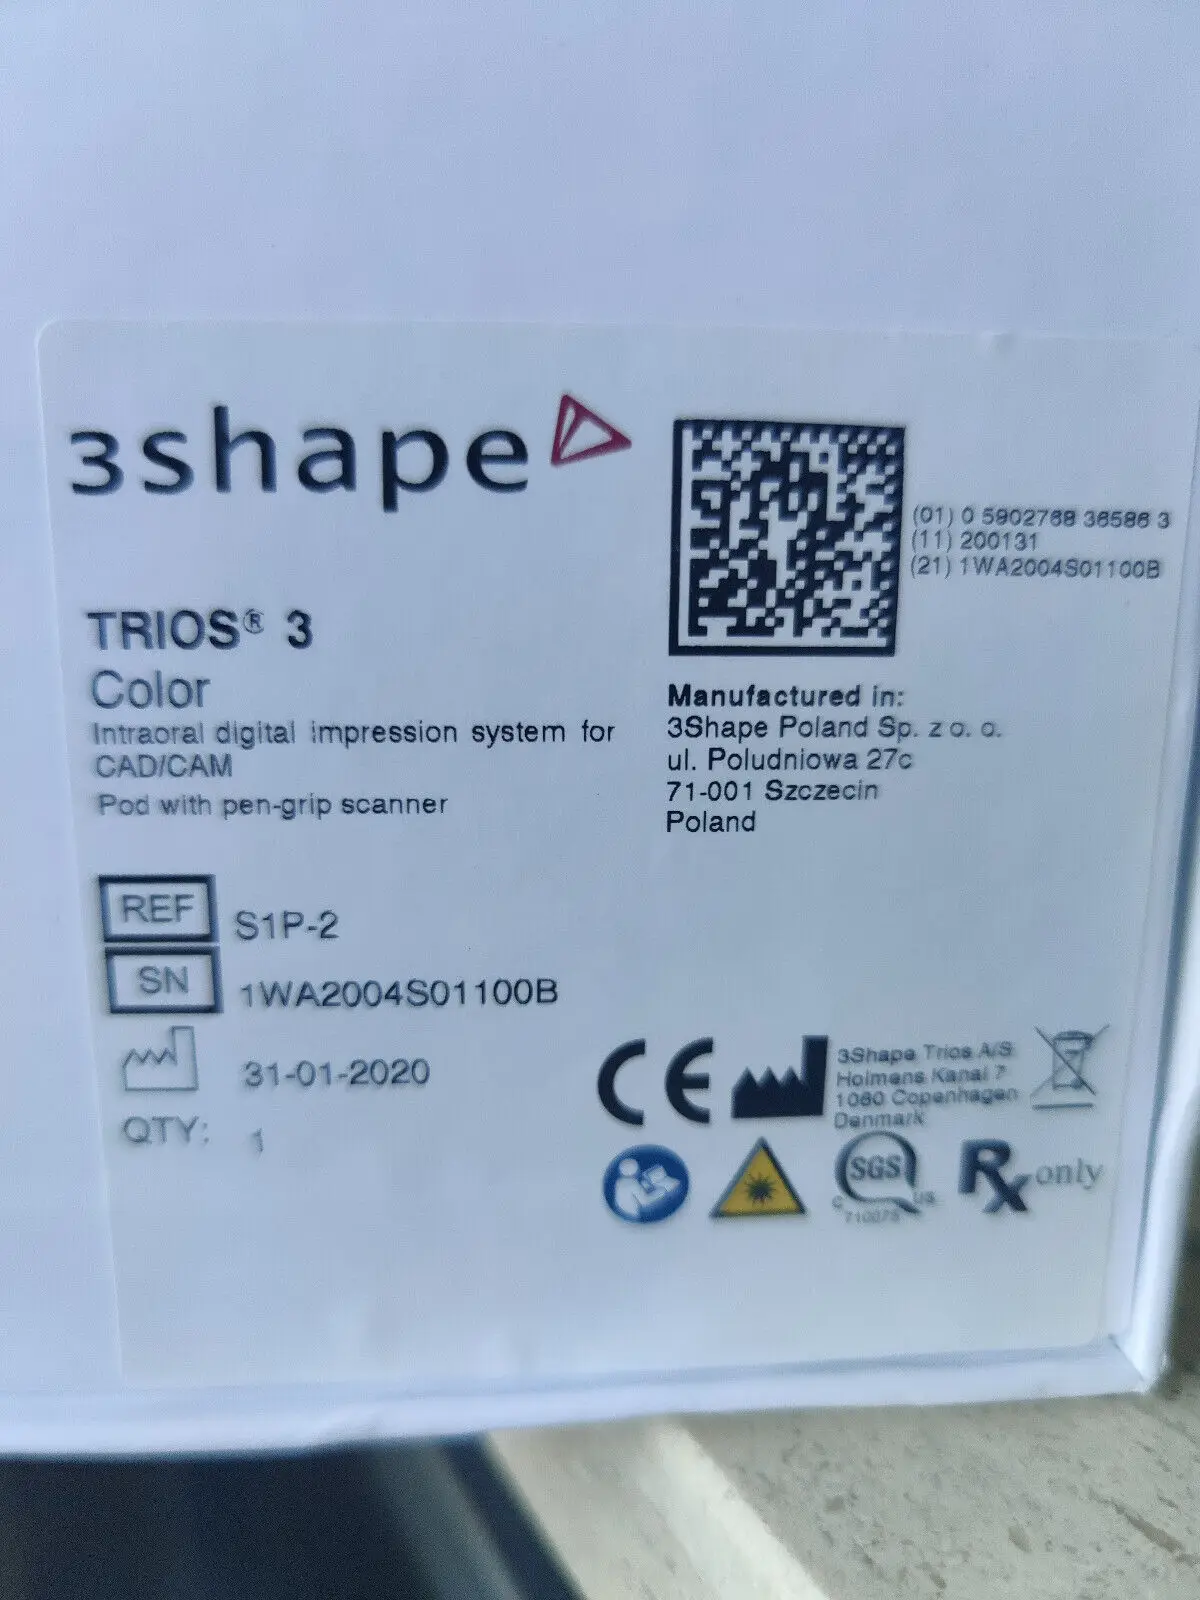 3shape
(01) 0 5902768 36586 3
(11) 200131
(21) 1WA2004S01100B
TRIOS® 3
Color
Intraoral digital impression system for
CAD/CAM
Pod with pen-grip scanner
Manufactured in:
3Shape Poland Sp. z o. o.
ul. Poludniowa 27c
71-001 Szczecin
Poland
REF S1P-2
SN 1WA2004S01100B
31-01-2020
QTY: 1
CE
3Shape Trios A/S
Holmens Kanal 7
1060 Copenhagen
Denmark
SGS
C US
Rx only